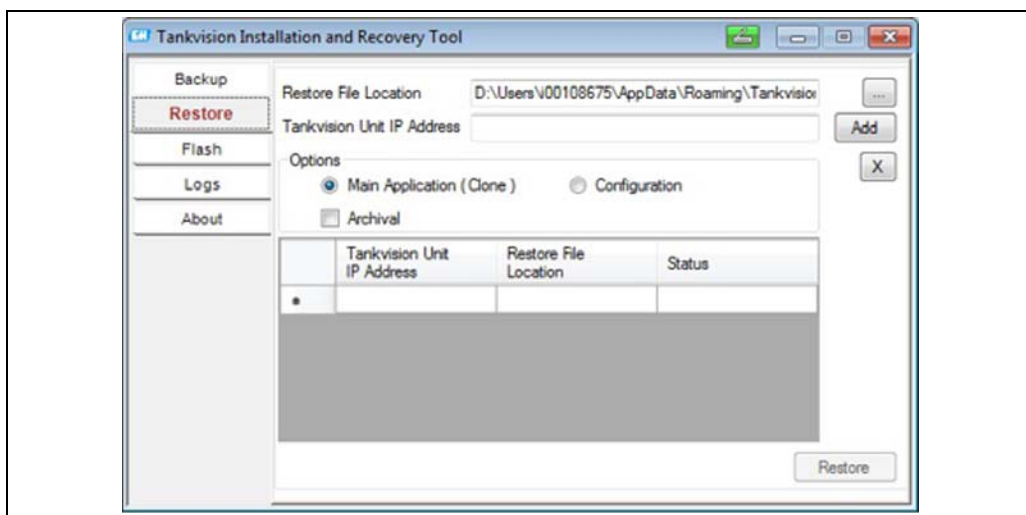 Tankvision Installation and Recovery Tool
Backup
Restore
Flash
Logs
About
Restore File Location D:\Users\i00108675\AppData\Roaming\Tankvision ...
Tankvision Unit IP Address Add
X
Options
Main Application ( Clone ) Configuration
Archival
Tankvision Unit IP Address Restore File Location Status
Restore